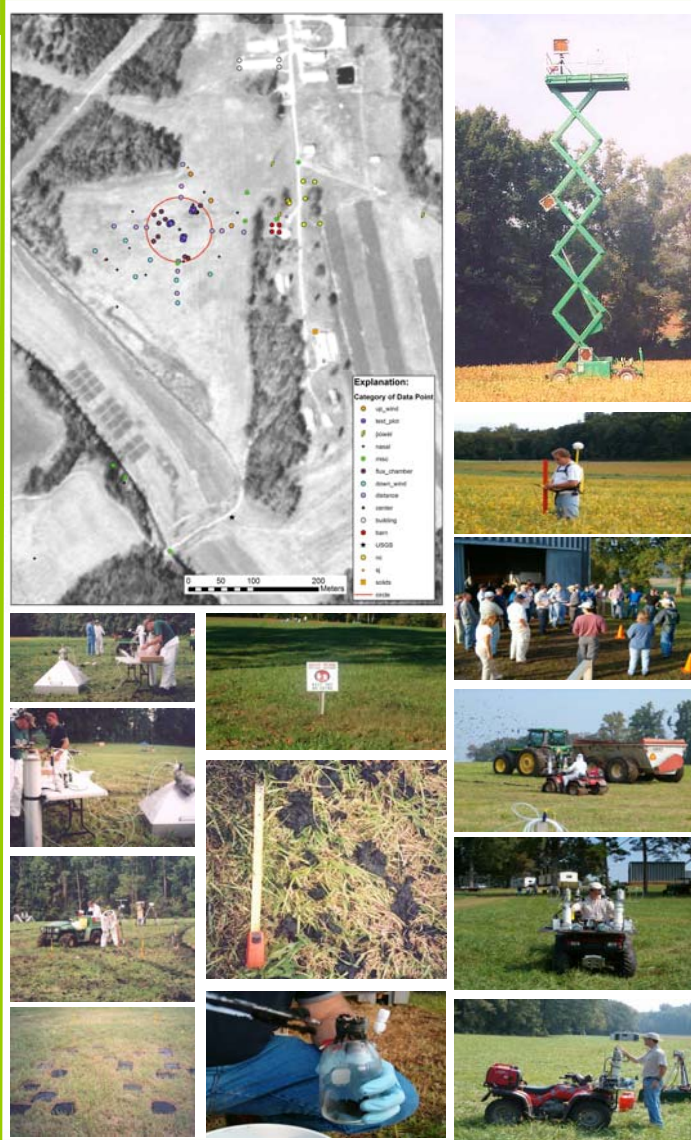 Explanation:
Category of Data Point
up_wind
test_plot
power
nasal
misc
flux_chamber
down_wind
distance
center
building
barn
USGS
nc
sj
solids
circle
0 50 100 200
Meters